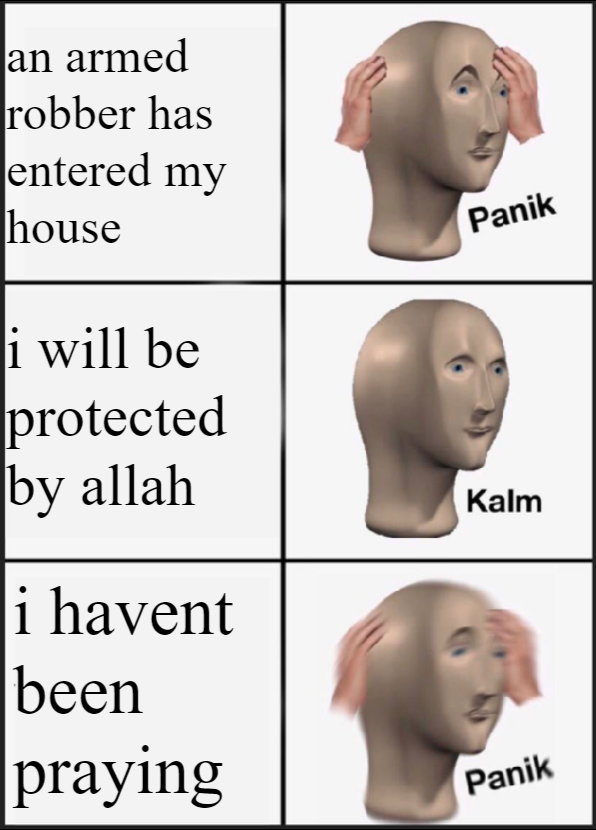 an armed
robber has
entered my
house
Panik
i will be
protected
by allah
Kalm
i havent
been
praying
Panik